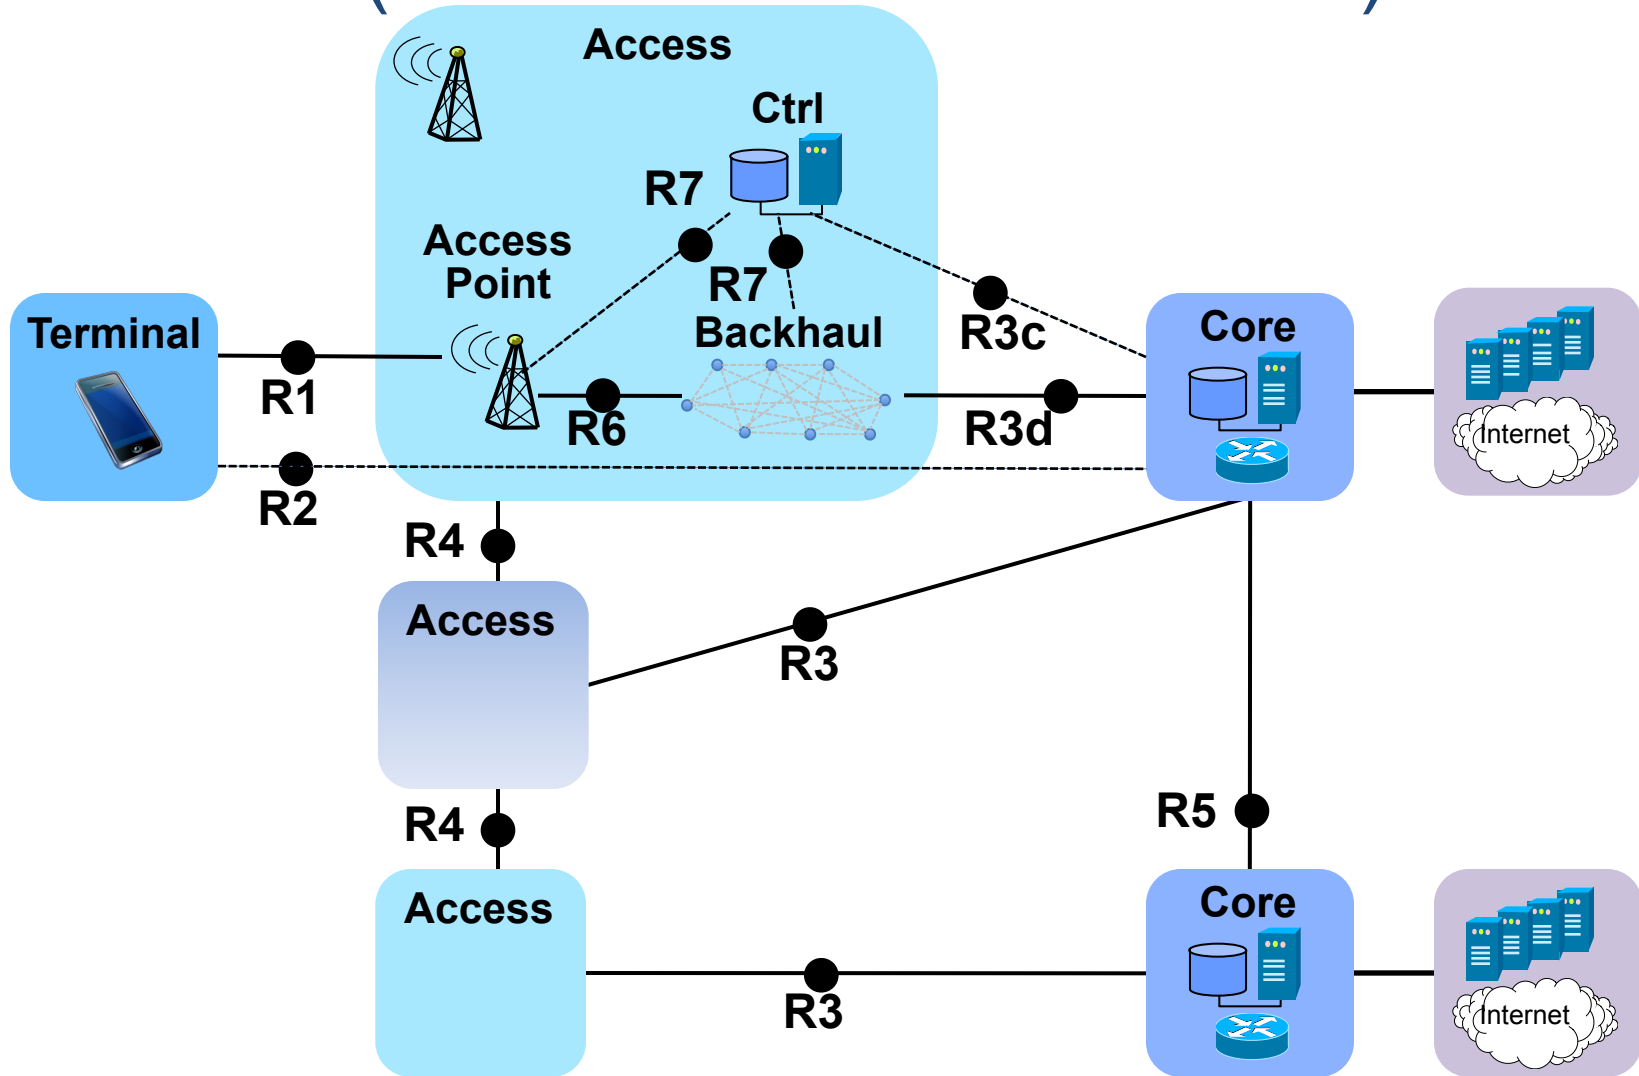 (
)
Access
Ctrl
R7
Access
Point
R7
Backhaul
R3c
Terminal
R1
R6
R3d
Core
Internet
R2
R4
Access
R3
R4
R5
Access
R3
Core
Internet